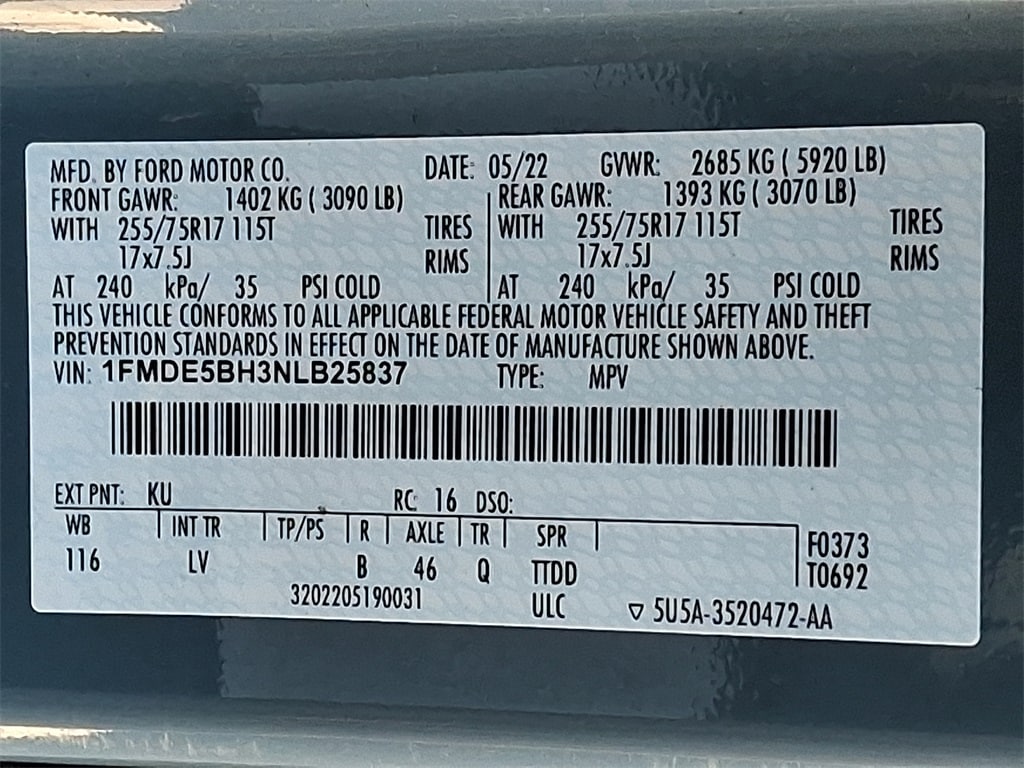 MFD. BY FORD MOTOR CO. DATE: 05/22 GVWR: 2685 KG ( 5920 LB)
FRONT GAWR: 1402 KG ( 3090 LB) REAR GAWR: 1393 KG ( 3070 LB)
WITH 255/75R17 115T TIRES WITH 255/75R17 115T TIRES
17x7.5J RIMS 17x7.5J RIMS
AT 240 kPa/ 35 PSI COLD AT 240 kPa/ 35 PSI COLD
THIS VEHICLE CONFORMS TO ALL APPLICABLE FEDERAL MOTOR VEHICLE SAFETY AND THEFT
PREVENTION STANDARDS IN EFFECT ON THE DATE OF MANUFACTURE SHOWN ABOVE.
VIN: 1FMDE5BH3NLB25837 TYPE: MPV
EXT PNT: KU RC 16 DSO:
WB INT TR TP/PS R AXLE TR SPR F0373
116 LV B 46 Q TTDD T0692
3202205190031 ULC ▽ 5U5A-3520472-AA